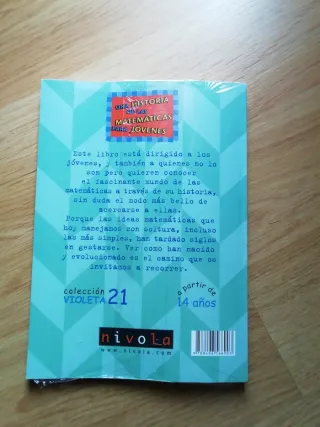 UNA HISTORIA
DE LAS
MATEMÁTICAS
PARA JÓVENES
Este libro está dirigido a los
jóvenes, y también a quienes no lo
son pero quieren conocer
el fascinante mundo de las
matemáticas a través de su historia,
sin duda el modo más bello de
acercarse a ellas.
Porque las ideas matemáticas que
hoy manejamos con soltura, incluso
las más simples, han tardado siglos
en gestarse. Ver como han nacido
y evolucionado es el camino que os
invitamos a recorrer.
colección
VIOLETA 21
a partir de
14 años
nivola
www.nivola.com